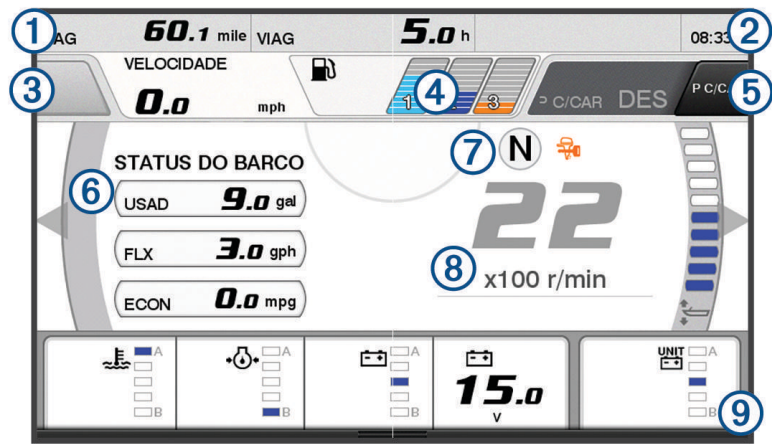 1 AG 60.1 mile VIAG 5.0 h 08:33 2
3 VELOCIDADE 0.0 mph 1 4 3 P C/CAR DES P C/C 5
6 STATUS DO BARCO 7 N
USAD 9.0 gal
22
FLX 3.0 gph
8 x100 r/min
ECON 0.0 mpg
A A A UNIT A
15.0
V
B B B B 9